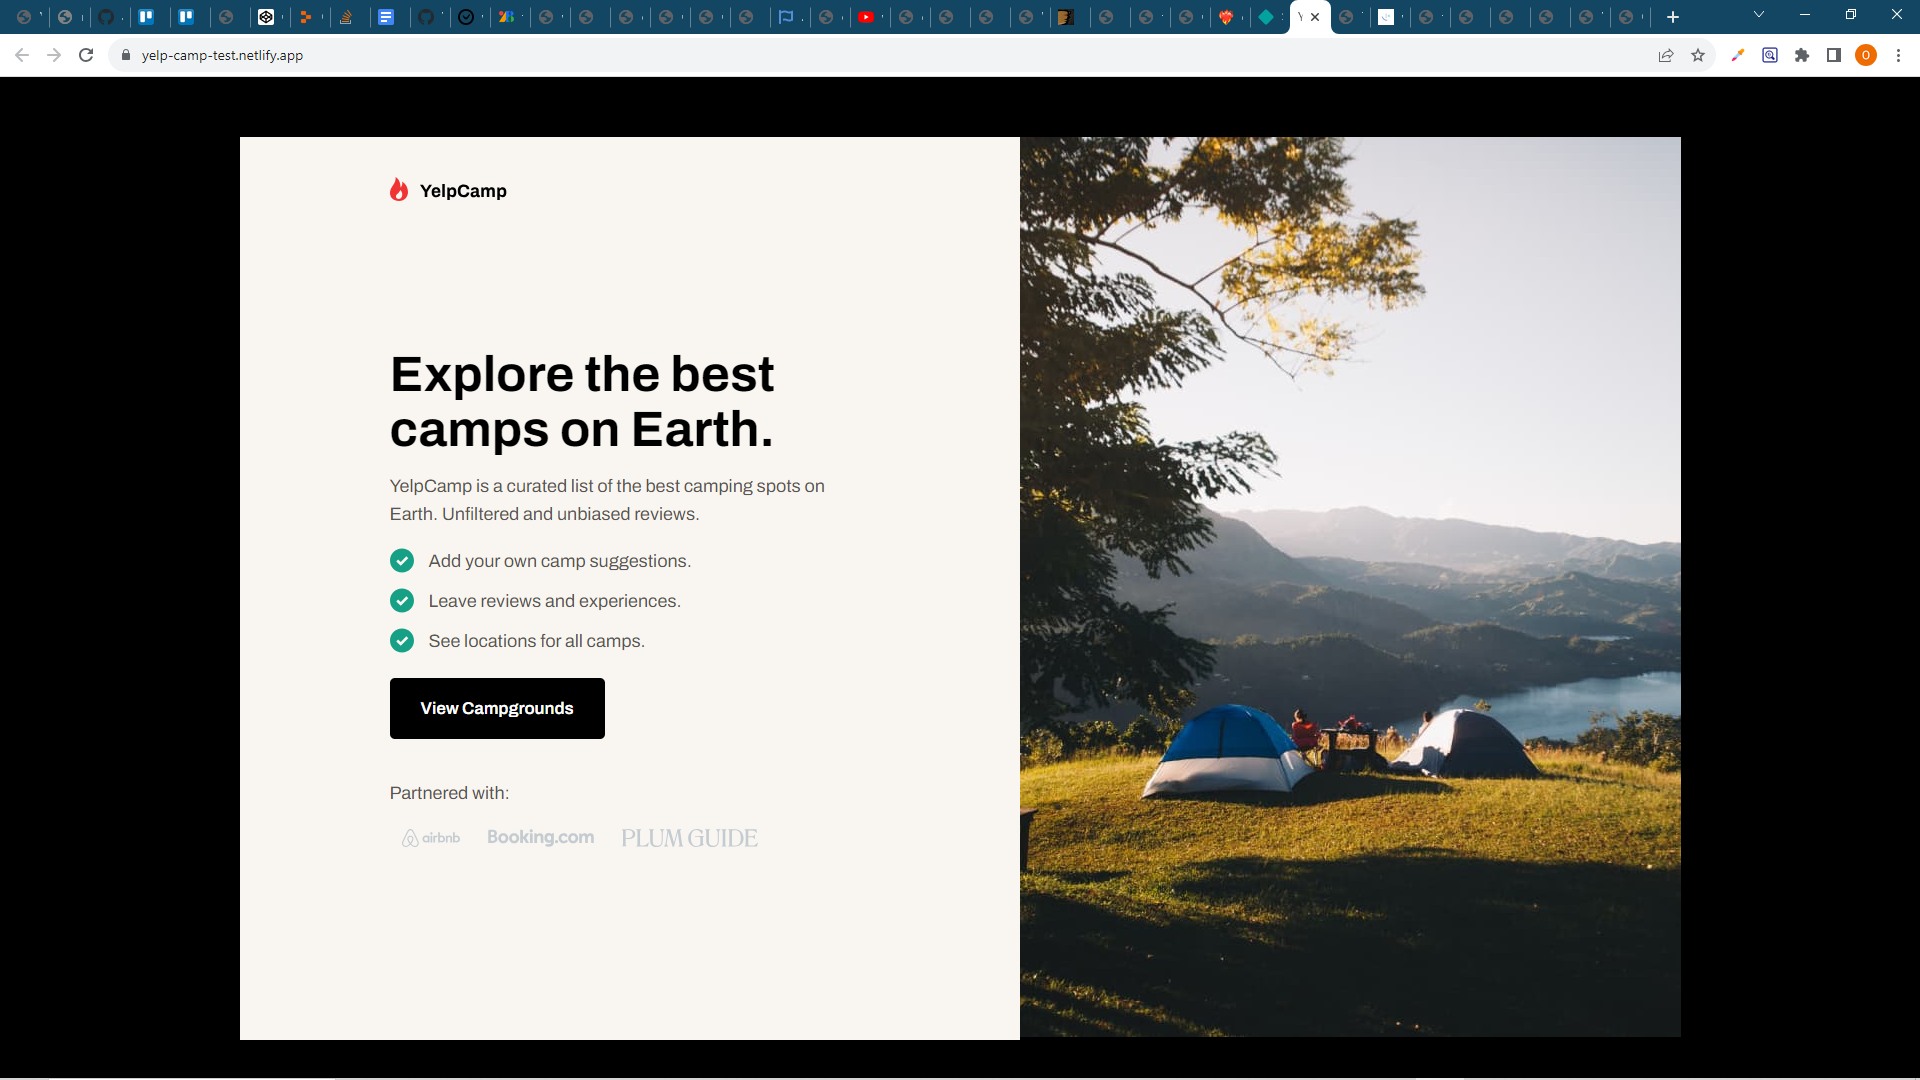 yelp-camp-test.netlify.app
O
YelpCamp
Explore the best
camps on Earth.
YelpCamp is a curated list of the best camping spots on
Earth. Unfiltered and unbiased reviews.
Add your own camp suggestions.
Leave reviews and experiences.
See locations for all camps.
View Campgrounds
Partnered with:
airbnb Booking.com PLUM GUIDE